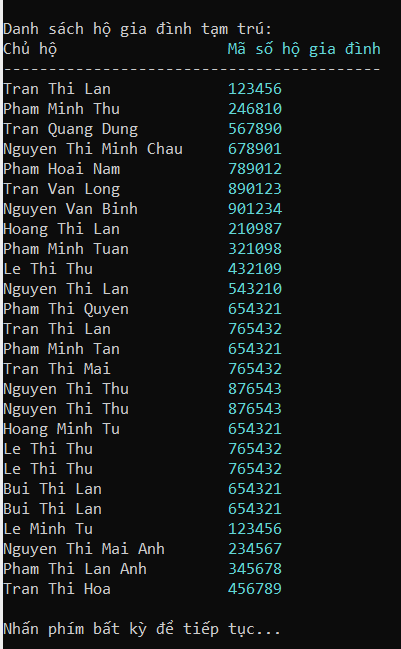 Danh sách hộ gia đình tạm trú:
Chủ hộ Mã số hộ gia đình
------------------------------------------
Tran Thi Lan 123456
Pham Minh Thu 246810
Tran Quang Dung 567890
Nguyen Thi Minh Chau 678901
Pham Hoai Nam 789012
Tran Van Long 890123
Nguyen Van Binh 901234
Hoang Thi Lan 210987
Pham Minh Tuan 321098
Le Thi Thu 432109
Nguyen Thi Lan 543210
Pham Thi Quyen 654321
Tran Thi Lan 765432
Pham Minh Tan 654321
Tran Thi Mai 765432
Nguyen Thi Thu 876543
Nguyen Thi Thu 876543
Hoang Minh Tu 654321
Le Thi Thu 765432
Le Thi Thu 765432
Bui Thi Lan 654321
Bui Thi Lan 654321
Le Minh Tu 123456
Nguyen Thi Mai Anh 234567
Pham Thi Lan Anh 345678
Tran Thi Hoa 456789
Nhấn phím bất kỳ để tiếp tục...